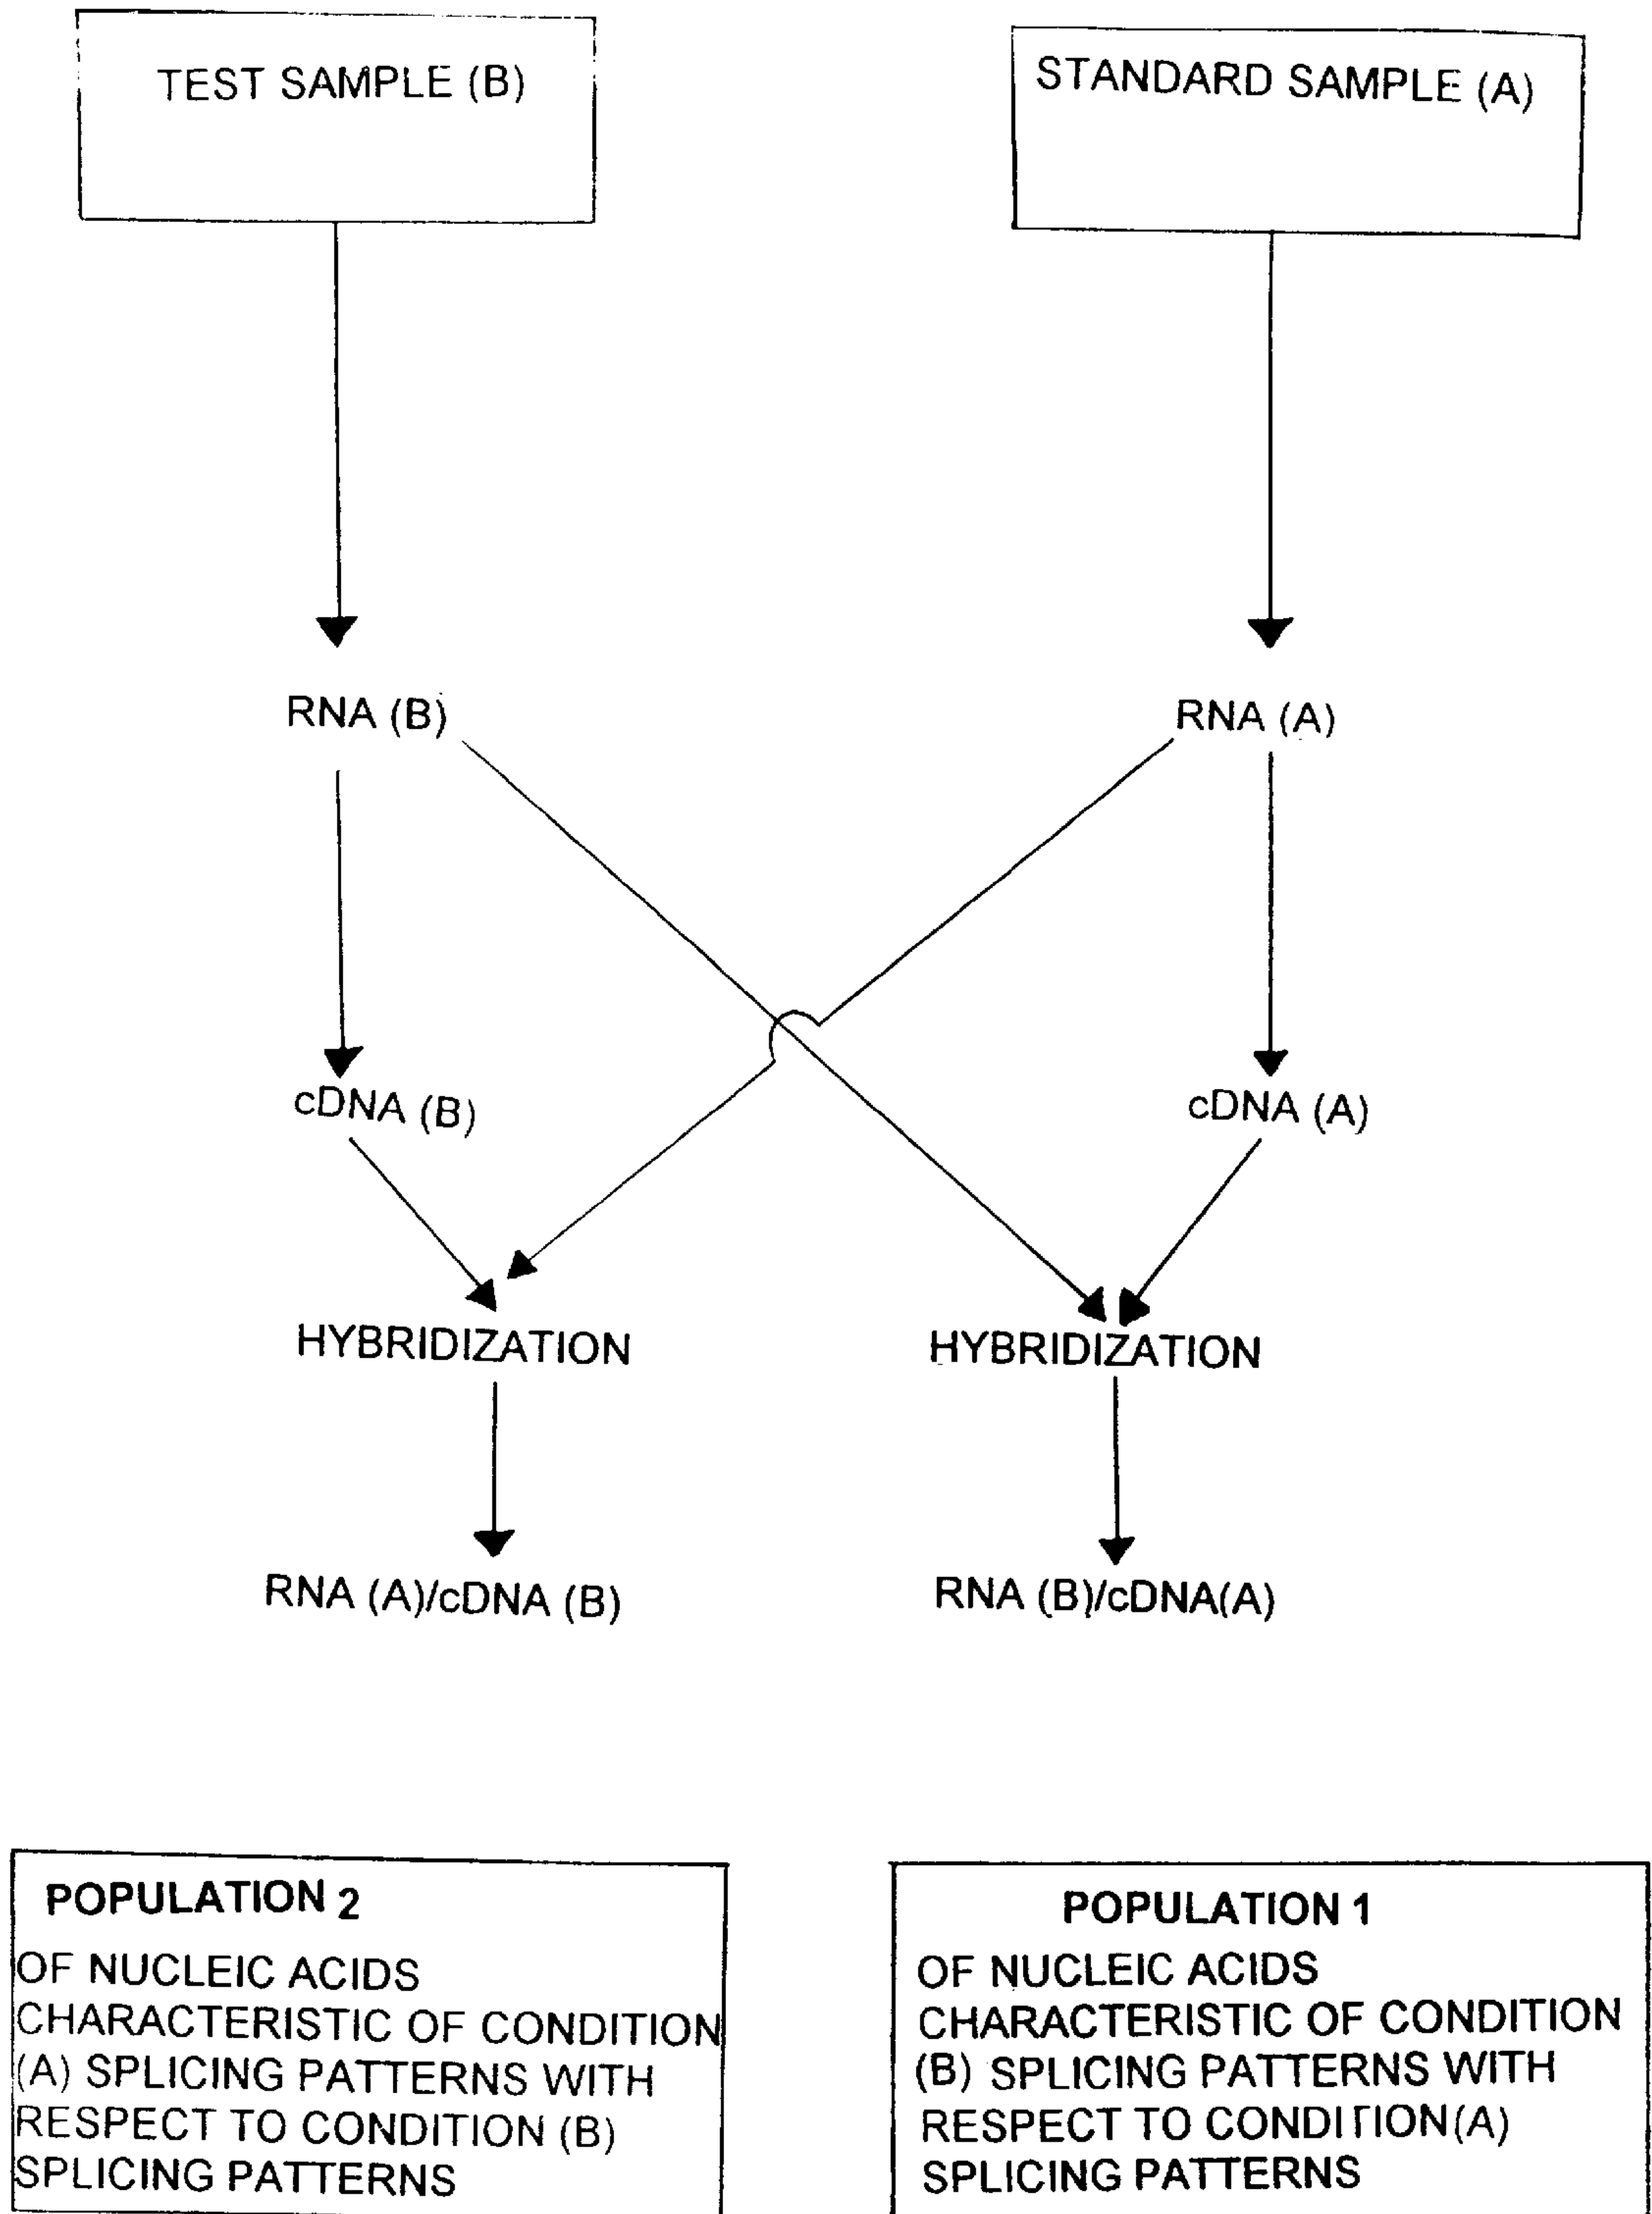 TEST SAMPLE (B)
STANDARD SAMPLE (A)
RNA (B)
RNA (A)
cDNA (B)
cDNA (A)
HYBRIDIZATION
HYBRIDIZATION
RNA (A)/cDNA (B)
RNA (B)/cDNA(A)
POPULATION 2
OF NUCLEIC ACIDS
CHARACTERISTIC OF CONDITION
(A) SPLICING PATTERNS WITH
RESPECT TO CONDITION (B)
SPLICING PATTERNS
POPULATION 1
OF NUCLEIC ACIDS
CHARACTERISTIC OF CONDITION
(B) SPLICING PATTERNS WITH
RESPECT TO CONDITION(A)
SPLICING PATTERNS